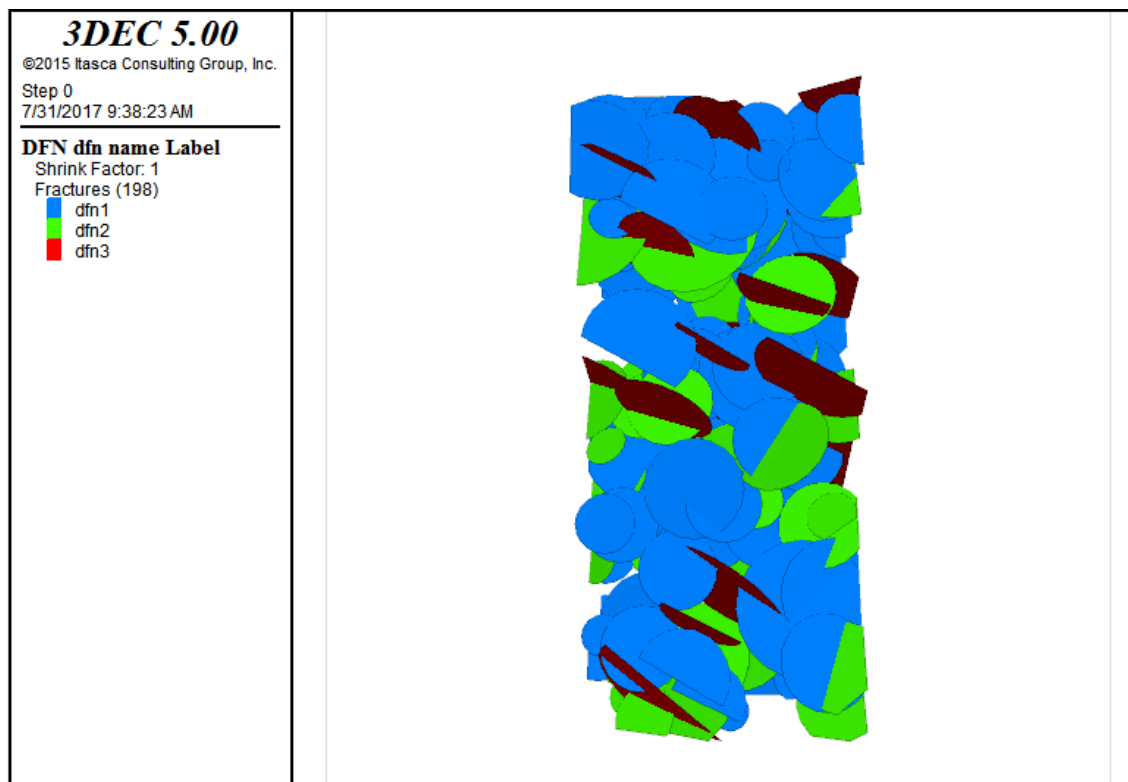 3DEC 5.00
©2015 Itasca Consulting Group, Inc.
Step 0
7/31/2017 9:38:23 AM
DFN dfn name Label
Shrink Factor: 1
Fractures (198)
dfn1
dfn2
dfn3